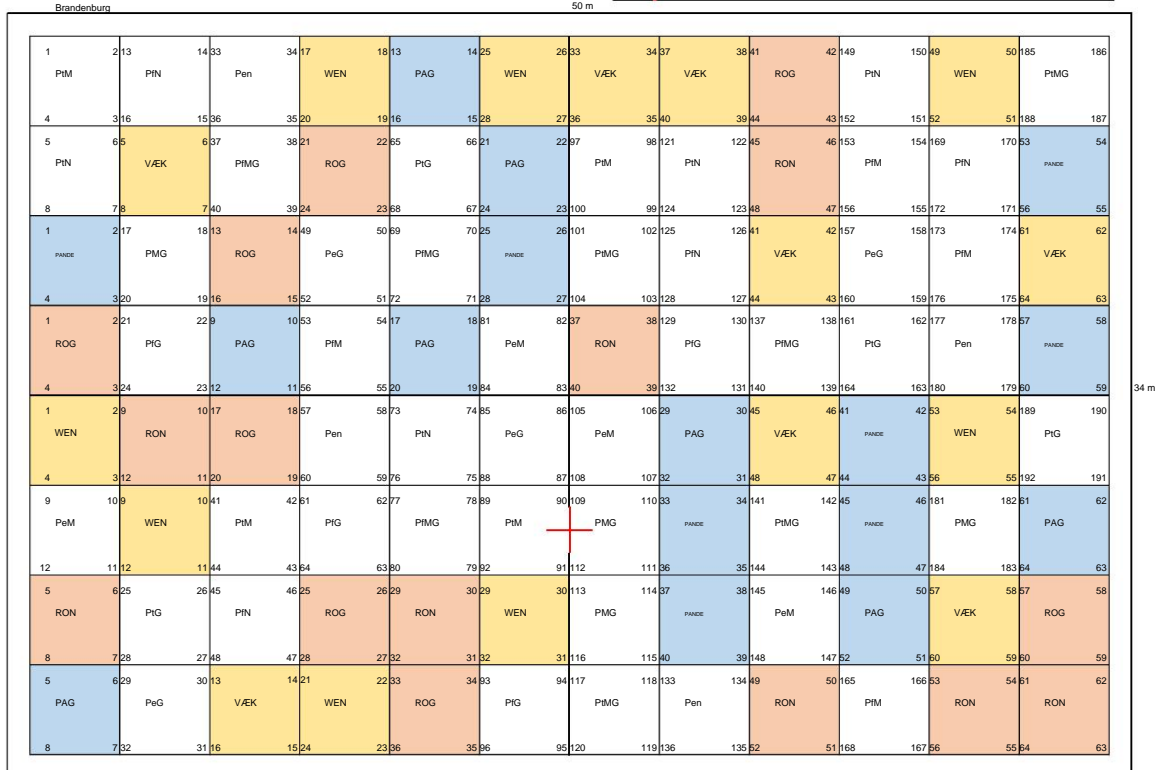 Brandenburg 50 m
1 2 13 14 33 34 17 18 13 14 25 26 33 34 37 38 41 42 149 150 49 50 185 186
PtM PfN Pen WEN PAG WEN VÆK VÆK ROG PtN WEN PtMG
4 3 16 15 36 35 20 19 16 15 28 27 36 35 40 39 44 43 152 151 52 51 188 187
5 6 5 6 37 38 21 22 65 66 21 22 97 98 121 122 45 46 153 154 169 170 53 54
PtN VÆK PfMG ROG PtG PAG PtM PtN RON PfM PfN PANDE
8 7 8 7 40 39 24 23 68 67 24 23 100 99 124 123 48 47 156 155 172 171 56 55
1 2 17 18 13 14 49 50 69 70 25 26 101 102 125 126 41 42 157 158 173 174 61 62
PANDE PMG ROG PeG PfMG PANDE PtMG PfN VÆK PeG PfM VÆK
4 3 20 19 16 15 52 51 72 71 28 27 104 103 128 127 44 43 160 159 176 175 64 63
1 2 21 22 9 10 53 54 17 18 81 82 37 38 129 130 137 138 161 162 177 178 57 58
ROG PfG PAG PfM PAG PeM RON PfG PfMG PtG Pen PANDE
4 3 24 23 12 11 56 55 20 19 84 83 40 39 132 131 140 139 164 163 180 179 60 59
34 m
1 2 9 10 17 18 57 58 73 74 85 86 105 106 29 30 45 46 41 42 53 54 189 190
WEN RON ROG Pen PtN PeG PeM PAG VÆK PANDE WEN PtG
4 3 12 11 20 19 60 59 76 75 88 87 108 107 32 31 48 47 44 43 56 55 192 191
9 10 9 10 41 42 61 62 77 78 89 90 109 110 33 34 141 142 45 46 181 182 61 62
PeM WEN PtM PfG PfMG PtM PMG PANDE PtMG PANDE PMG PAG
12 11 12 11 44 43 64 63 80 79 92 91 112 111 36 35 144 143 48 47 184 183 64 63
5 6 25 26 45 46 25 26 29 30 29 30 113 114 37 38 145 146 49 50 57 58 57 58
RON PtG PfN ROG RON WEN PMG PANDE PeM PAG VÆK ROG
8 7 28 27 48 47 28 27 32 31 32 31 116 115 40 39 148 147 52 51 60 59 60 59
5 6 29 30 13 14 21 22 33 34 93 94 117 118 133 134 49 50 165 166 53 54 61 62
PAG PeG VÆK WEN ROG PfG PtMG Pen RON PfM RON RON
8 7 32 31 16 15 24 23 36 35 96 95 120 119 136 135 52 51 168 167 56 55 64 63